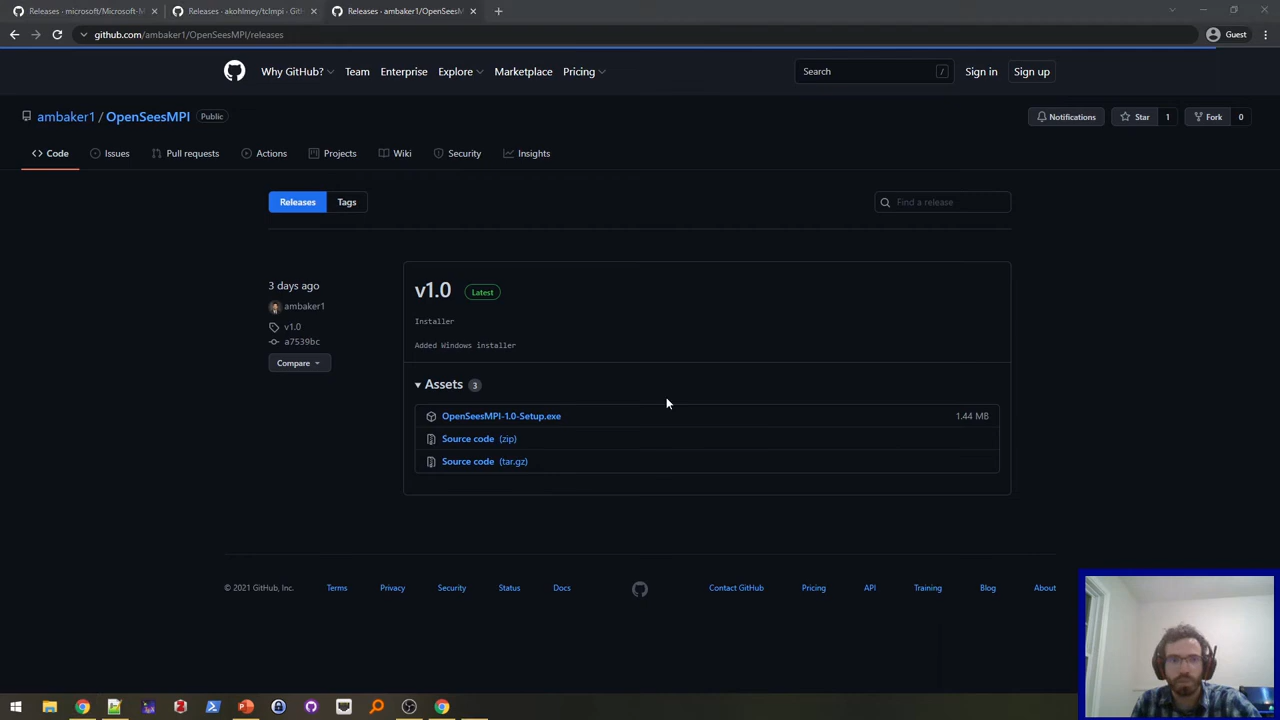 Releases · microsoft/Microsoft-M
Releases · akohlmey/tclmpi · GitH
Releases · ambaker1/OpenSeesM
github.com/ambaker1/OpenSeesMPI/releases
Guest
Why GitHub?
Team
Enterprise
Explore
Marketplace
Pricing
Search
/
Sign in
Sign up
ambaker1 / OpenSeesMPI
Public
Notifications
Star
1
Fork
0
Code
Issues
Pull requests
Actions
Projects
Wiki
Security
Insights
Releases
Tags
Find a release
3 days ago
ambaker1
v1.0
a7539bc
Compare
v1.0
Latest
Installer
Added Windows installer
Assets 3
OpenSeesMPI-1.0-Setup.exe
1.44 MB
Source code (zip)
Source code (tar.gz)
© 2021 GitHub, Inc.
Terms
Privacy
Security
Status
Docs
Contact GitHub
Pricing
API
Training
Blog
About